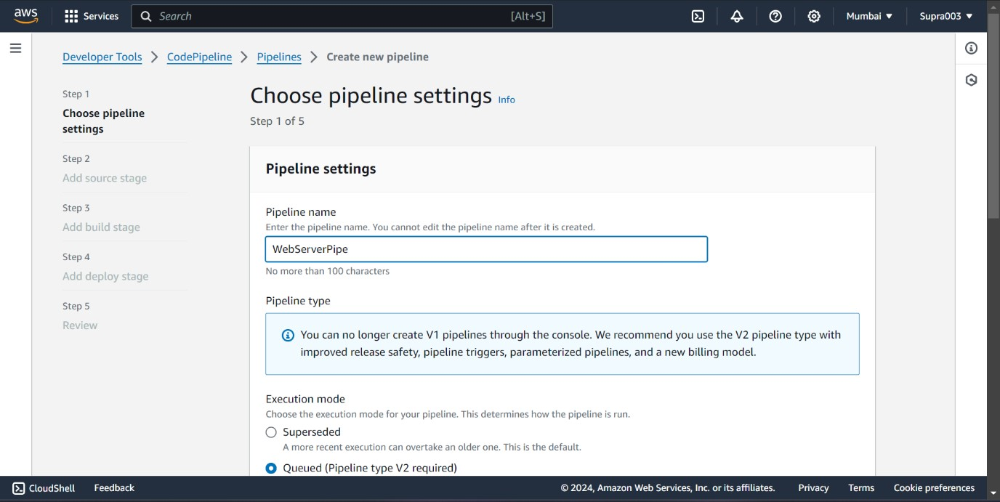 aws
Services
Search
[Alt+S]
Mumbai
Supra003
Developer Tools
CodePipeline
Pipelines
Create new pipeline
Step 1
Choose pipeline
settings
Step 2
Add source stage
Step 3
Add build stage
Step 4
Add deploy stage
Step 5
Review
Choose pipeline settings Info
Step 1 of 5
Pipeline settings
Pipeline name
Enter the pipeline name. You cannot edit the pipeline name after it is created.
WebServerPipe
No more than 100 characters
Pipeline type
You can no longer create V1 pipelines through the console. We recommend you use the V2 pipeline type with
improved release safety, pipeline triggers, parameterized pipelines, and a new billing model.
Execution mode
Choose the execution mode for your pipeline. This determines how the pipeline is run.
Superseded
A more recent execution can overtake an older one. This is the default.
Queued (Pipeline type V2 required)
CloudShell
Feedback
© 2024, Amazon Web Services, Inc. or its affiliates.
Privacy
Terms
Cookie preferences